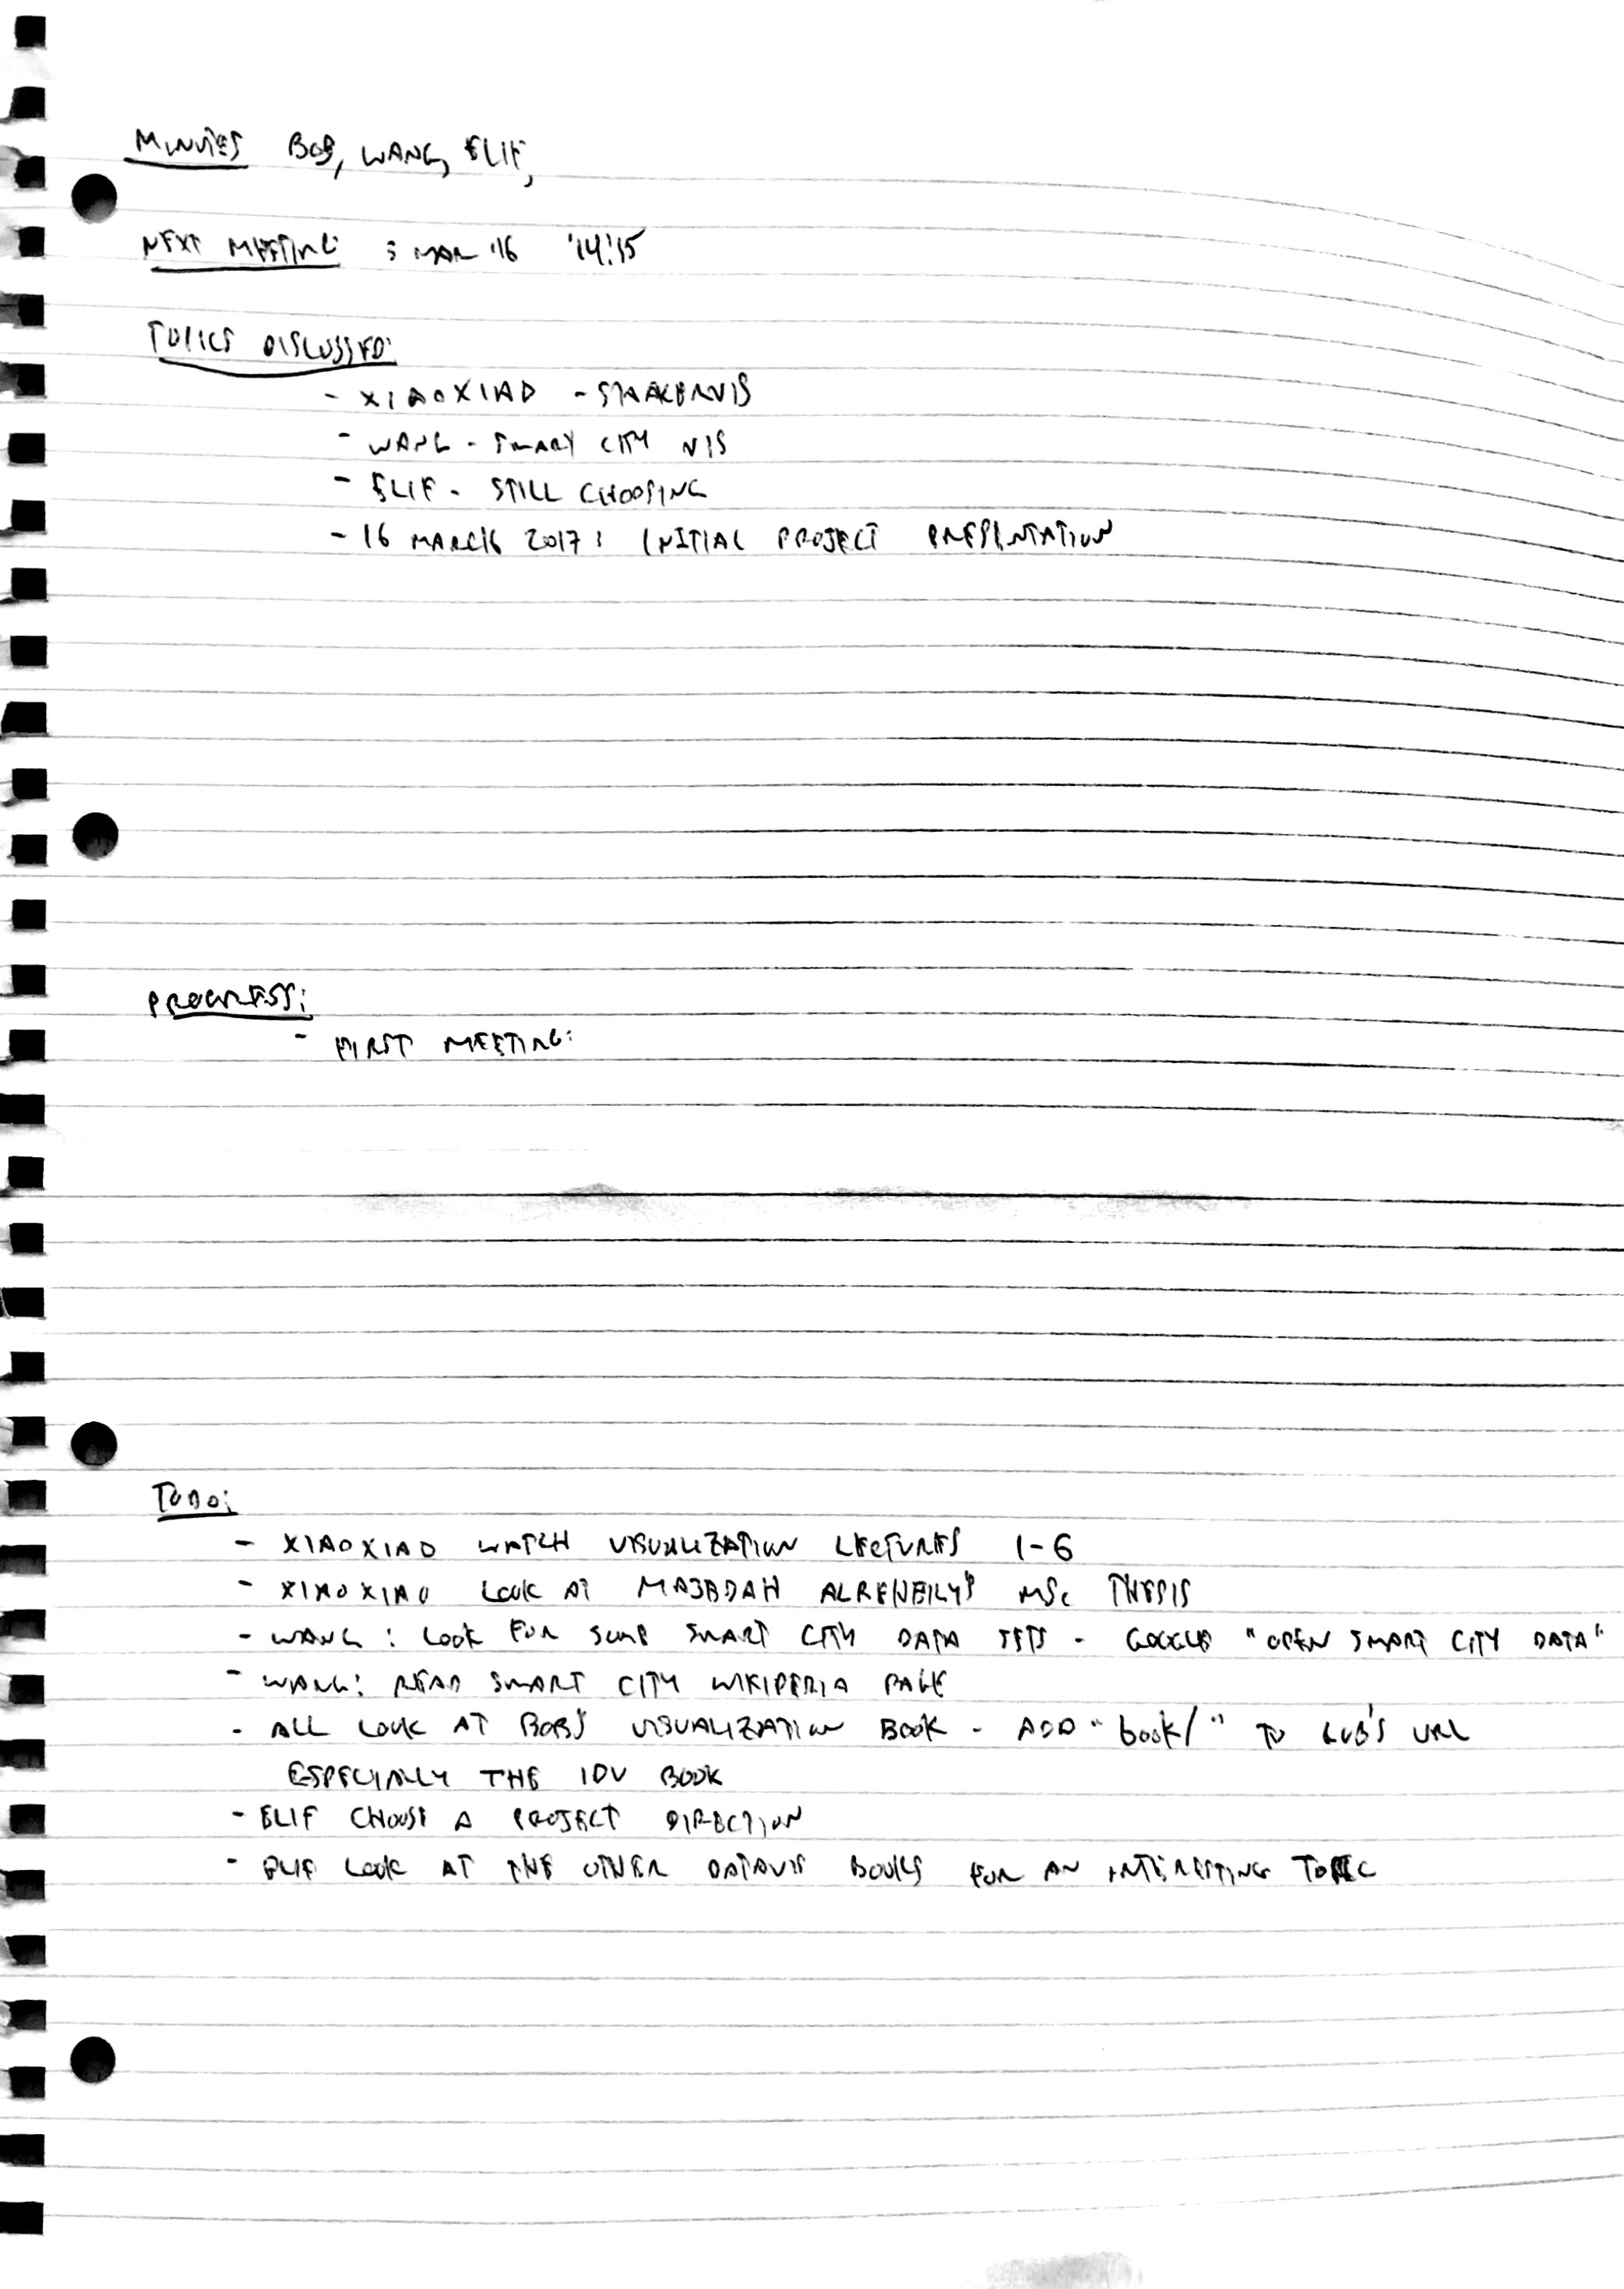 MINUTES BOB, WANG, ELIF,
NEXT MEETING: 3 MAR '16 '14:15
TOPICS DISCUSSED:
- XIAOXIAO -
- WANG - SMART CITY VIS
- ELIF - STILL CHOOSING
- 16 MARCH 2017: INITIAL PROJECT PRESENTATION
PROGRESS:
- FIRST MEETING:
TODO:
- XIAOXIAO WATCH VISUALIZATION LECTURES 1-6
- XIAOXIAO LOOK AT MSc THESIS
- WANG: LOOK FOR SOME SMART CITY DATA SETS - GOOGLE "OPEN SMART CITY DATA"
- WANG: READ SMART CITY WIKIPEDIA PAGE
- ALL LOOK AT BOB'S VISUALIZATION BOOK - ADD "book/" TO BOB'S URL
ESPECIALLY THE IDV BOOK
- ELIF CHOOSE A PROJECT DIRECTION
- ELIF LOOK AT THE OTHER DATAVIS BOOKS FOR AN INTERESTING TOPIC